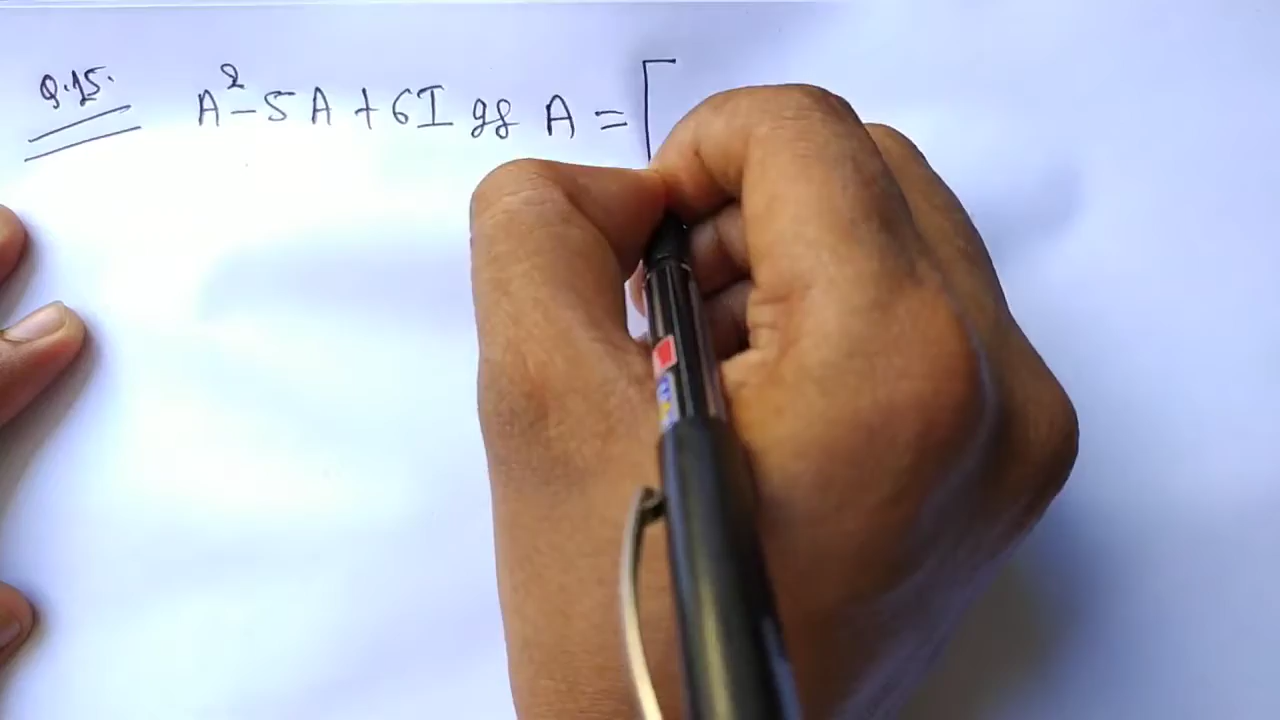 Q.15. A² - 5A + 6I If A = [